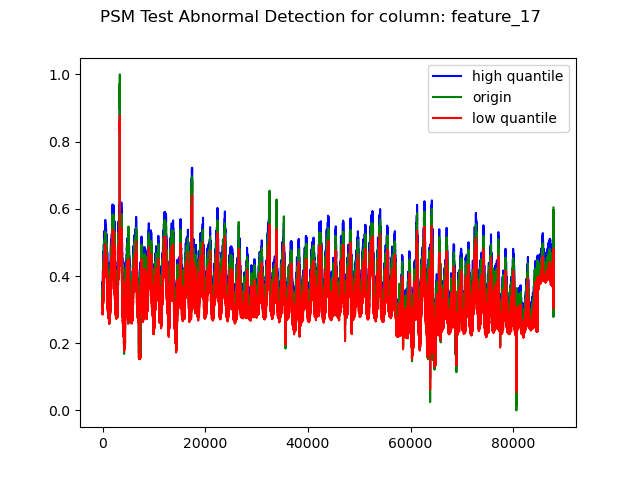 PSM Test Abnormal Detection for column: feature_17
high quantile
origin
low quantile
1.0
0.8
0.6
0.4
0.2
0.0
0 20000 40000 60000 80000